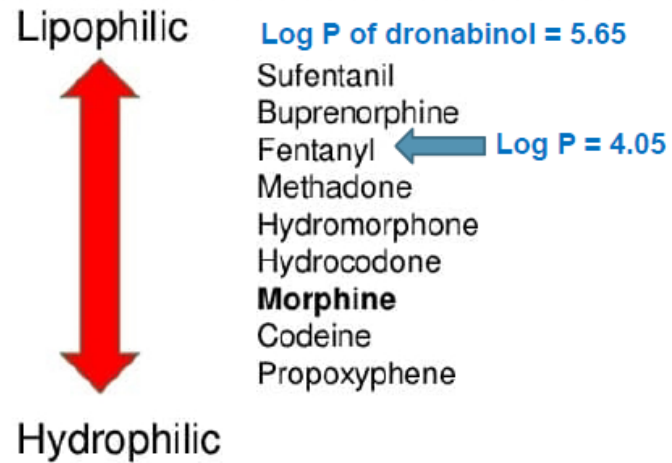 Lipophilic
Log P of dronabinol = 5.65
Sufentanil
Buprenorphine
Fentanyl
Log P = 4.05
Methadone
Hydromorphone
Hydrocodone
Morphine
Codeine
Propoxyphene
Hydrophilic